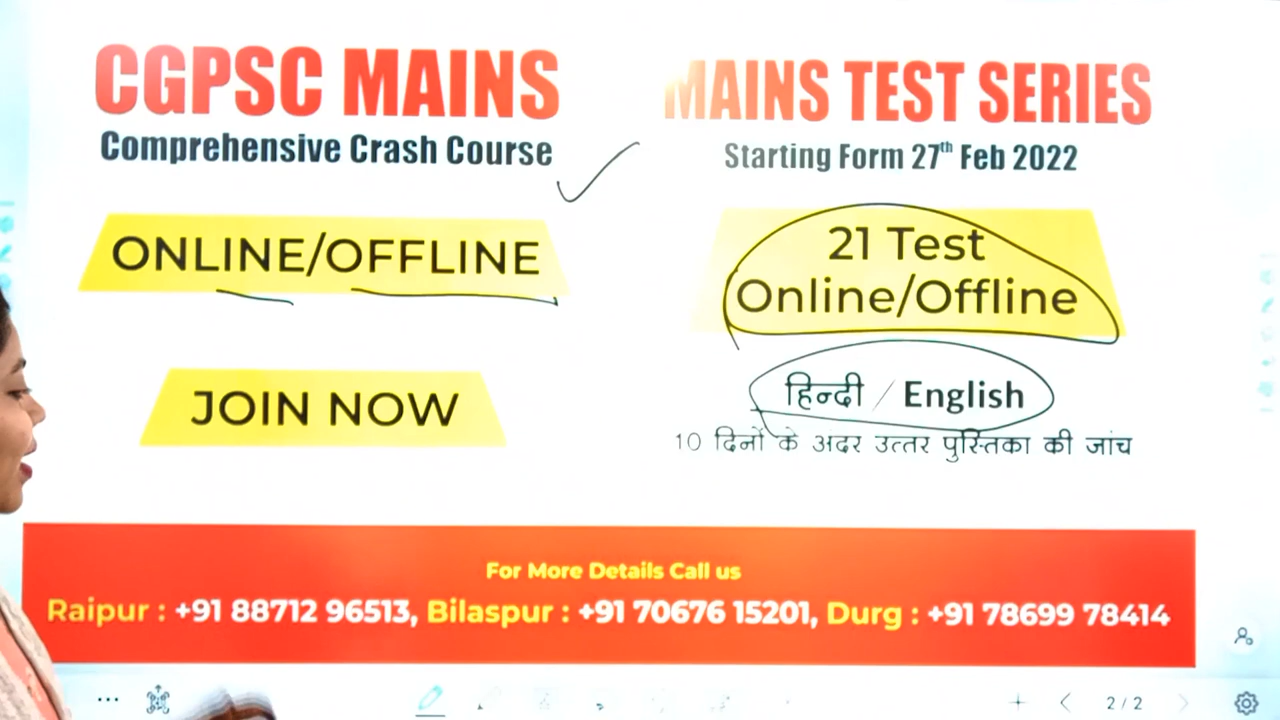 CGPSC MAINS
Comprehensive Crash Course
ONLINE/OFFLINE
JOIN NOW
MAINS TEST SERIES
Starting Form 27th Feb 2022
21 Test
Online/Offline
हिन्दी / English
10 दिनों के अंदर उत्तर पुस्तिका की जांच
For More Details Call us
Raipur : +91 88712 96513, Bilaspur : +91 70676 15201, Durg : +91 78699 78414
2/2